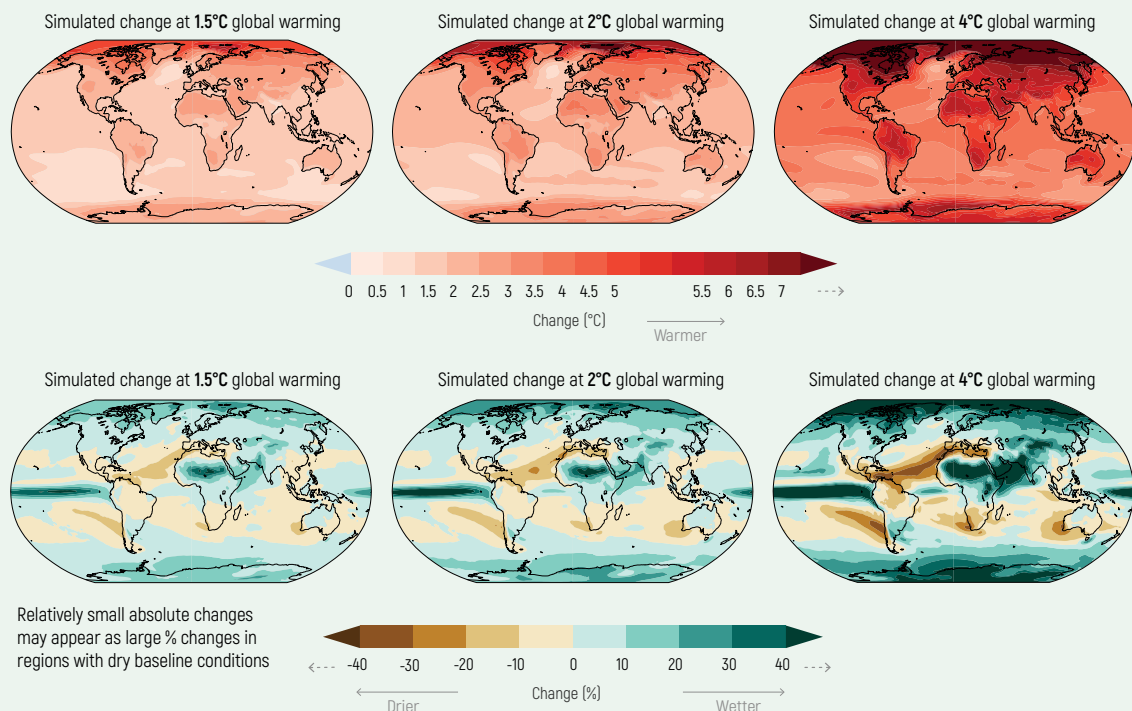 Simulated change at 1.5°C global warming
Simulated change at 2°C global warming
Simulated change at 4°C global warming
0 0.5 1 1.5 2 2.5 3 3.5 4 4.5 5 5.5 6 6.5 7
Change (°C)
Warmer
Simulated change at 1.5°C global warming
Simulated change at 2°C global warming
Simulated change at 4°C global warming
Relatively small absolute changes
may appear as large % changes in
regions with dry baseline conditions
-40 -30 -20 -10 0 10 20 30 40
Change (%)
Drier
Wetter